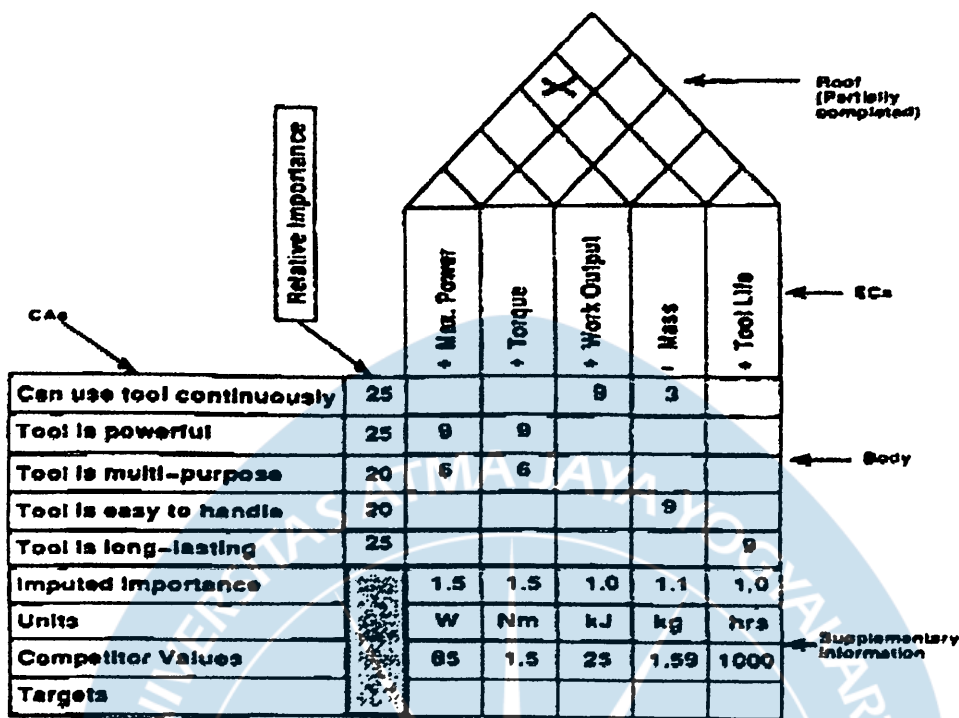 Roof
(Partially
completed)
Relative Importance
+ Max. Power
+ Torque
+ Work Output
- Mass
+ Tool Life
ECs
CAs
Can use tool continuously 25 9 3
Tool is powerful 25 9 9
Tool is multi-purpose 20 6 6
Body
Tool is easy to handle 20 9
Tool is long-lasting 25 9
Imputed Importance 1.5 1.5 1.0 1.1 1.0
Units W Nm kJ kg hrs
Supplementary
Information
Competitor Values 85 1.5 25 1.59 1000
Targets
UNIVERSITAS ATMA JAYA YOGYAKARTA